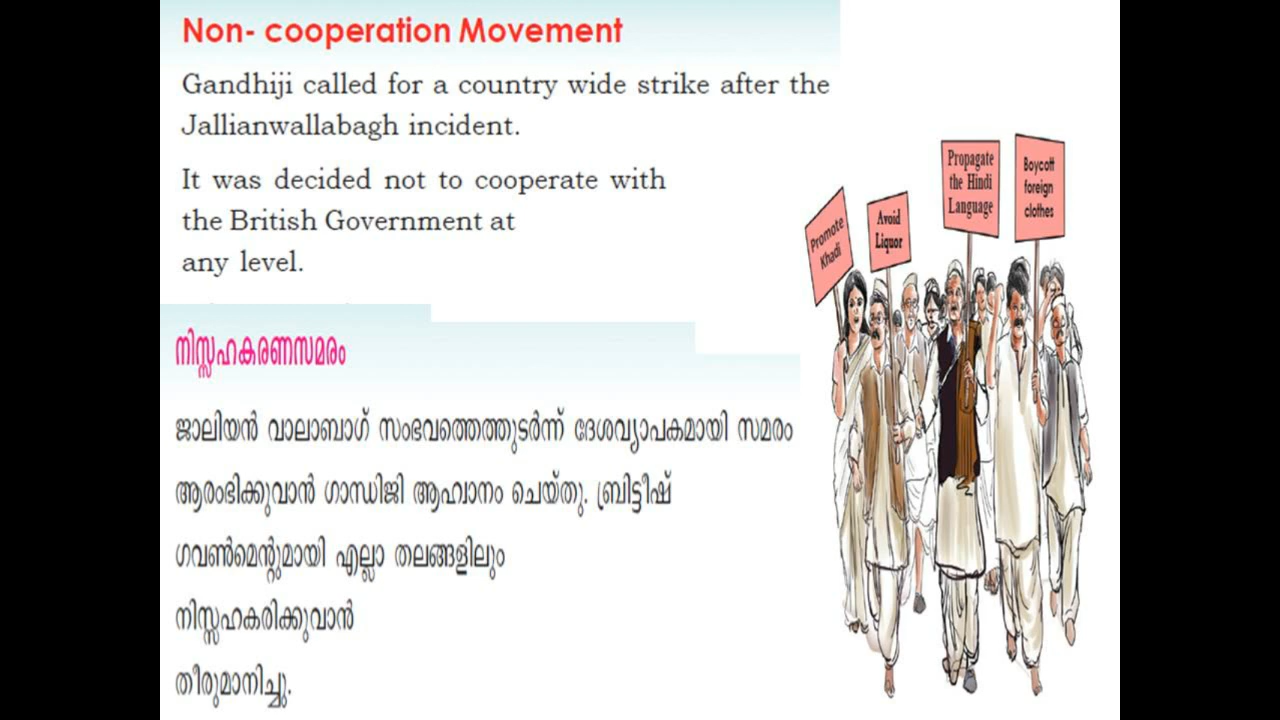 Non- cooperation Movement
Gandhiji called for a country wide strike after the
Jallianwallabagh incident.
It was decided not to cooperate with
the British Government at
any level.
നിസ്സഹകരണസമരം
ജാലിയൻ വാലാബാഗ് സംഭവത്തെത്തുടർന്ന് ദേശവ്യാപകമായി സമരം
ആരംഭിക്കുവാൻ ഗാന്ധിജി ആഹ്വാനം ചെയ്തു. ബ്രിട്ടീഷ്
ഗവൺമെന്റുമായി എല്ലാ തലങ്ങളിലും
നിസ്സഹകരിക്കുവാൻ
തീരുമാനിച്ചു.
Promote
Khadi
Avoid
Liquor
Propagate
the Hindi
Language
Boycott
foreign
clothes